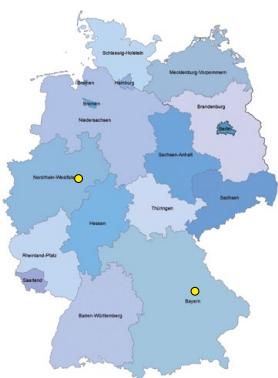 Schleswig-Holstein
Mecklenburg-Vorpommern
Bremen
Hamburg
Bremen
Brandenburg
Niedersachsen
Berlin
Sachsen-Anhalt
Nordrhein-Westfalen
Sachsen
Thüringen
Hessen
Rheinland-Pfalz
Saarland
Bayern
Baden-Württemberg